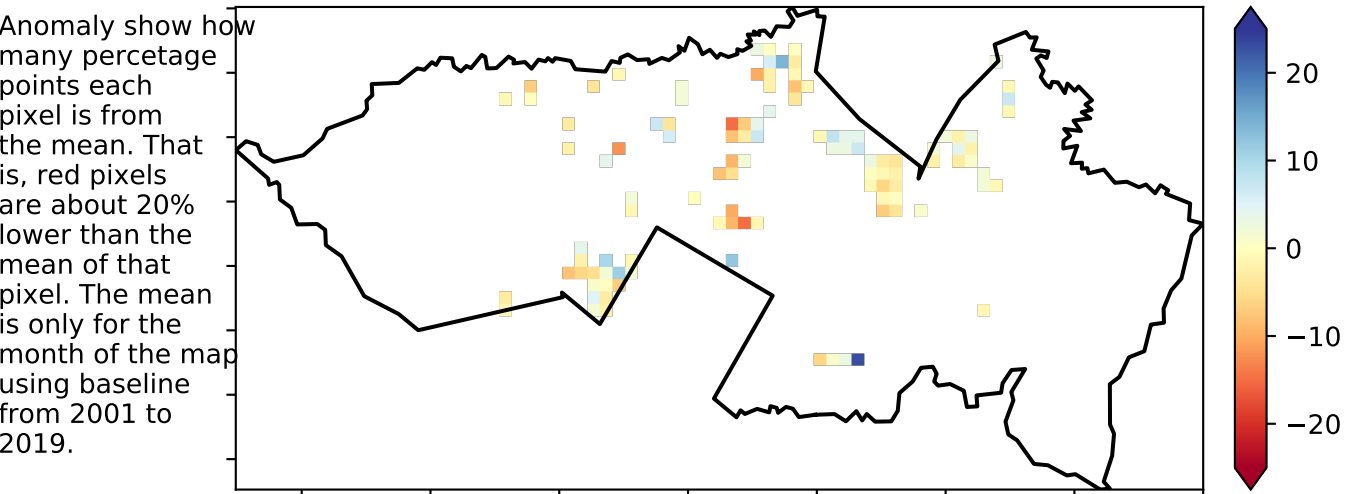 Anomaly show how
many percetage
points each
pixel is from
the mean. That
is, red pixels
are about 20%
lower than the
mean of that
pixel. The mean
is only for the
month of the map
using baseline
from 2001 to
2019.
20
10
0
−10
−20